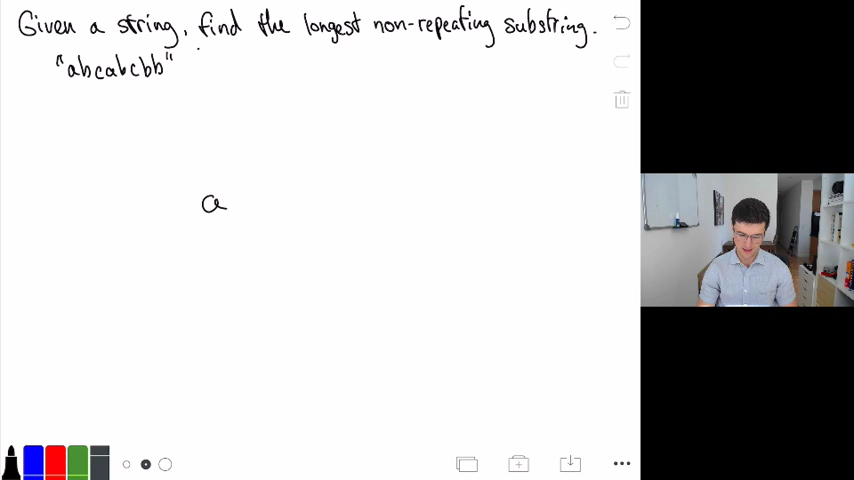 Given a string, find the longest non-repeating substring.
"abcabcbb"
a